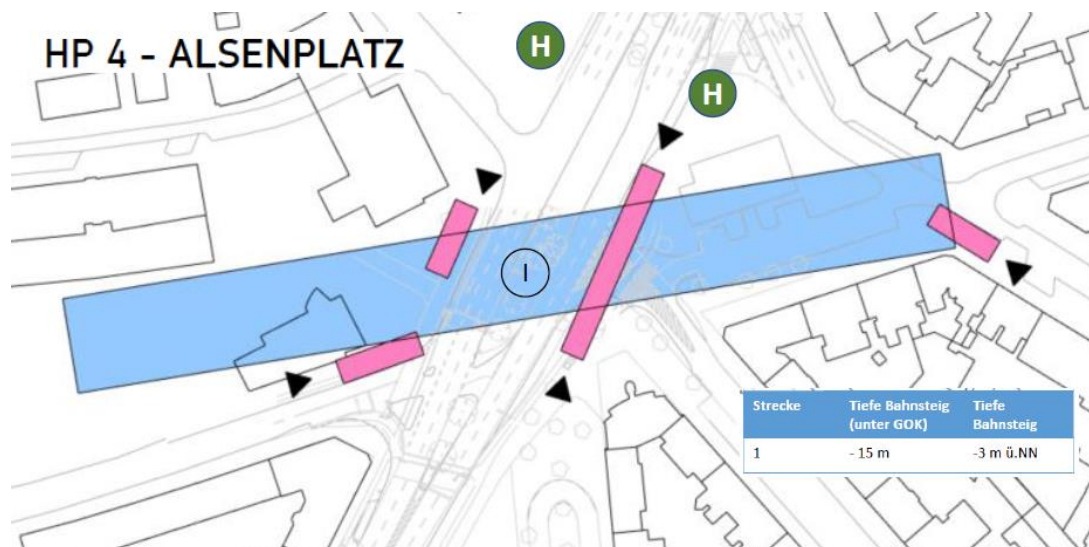 HP 4 - ALSENPLATZ
H
H
I
Strecke Tiefe Bahnsteig (unter GOK) Tiefe Bahnsteig
1 - 15 m -3 m ü.NN